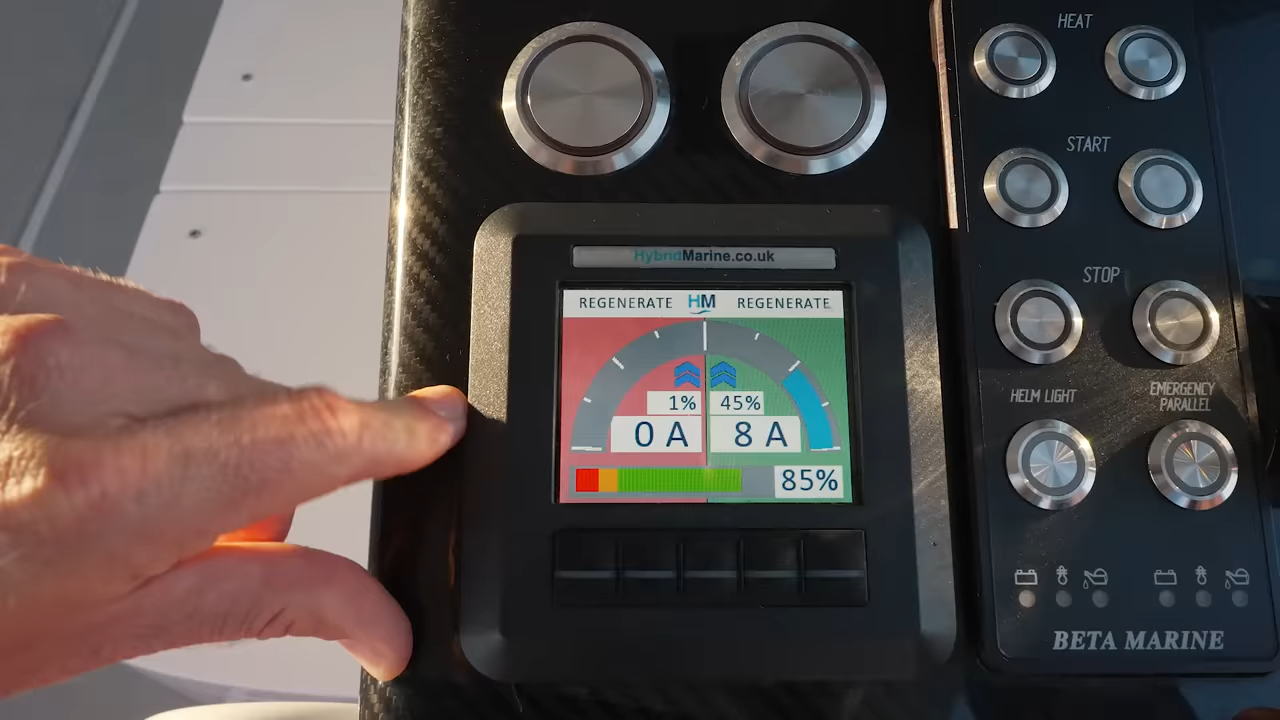 HybridMarine.co.uk
REGENERATE HM REGENERATE
1% 45%
0 A 8 A
85%
HEAT
START
STOP
HELM LIGHT
EMERGENCY
PARALLEL
BETA MARINE